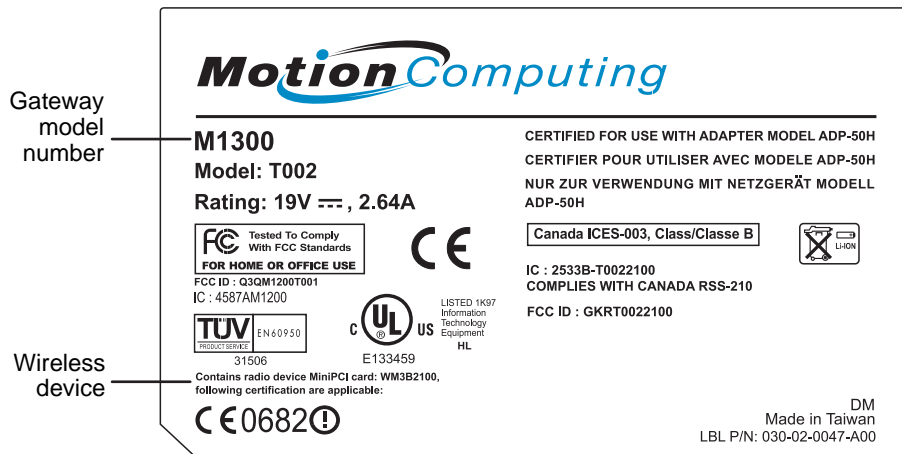 Motion Computing
Gateway
model
number
M1300
Model: T002
Rating: 19V ⎓, 2.64A
FCC Tested To Comply
With FCC Standards
FOR HOME OR OFFICE USE
CE
FCC ID : Q3QM1200T001
IC : 4587AM1200
TÜV
PRODUCT SERVICE
EN60950
31506
C UL ® US
LISTED 1K97
Information
Technology
Equipment
HL
E133459
Wireless
device
Contains radio device MiniPCI card: WM3B2100,
following certification are applicable:
CE0682!
CERTIFIED FOR USE WITH ADAPTER MODEL ADP-50H
CERTIFIER POUR UTILISER AVEC MODELE ADP-50H
NUR ZUR VERWENDUNG MIT NETZGERÄT MODELL
ADP-50H
Canada ICES-003, Class/Classe B
Li-ION
IC : 2533B-T0022100
COMPLIES WITH CANADA RSS-210
FCC ID : GKRT0022100
DM
Made in Taiwan
LBL P/N: 030-02-0047-A00